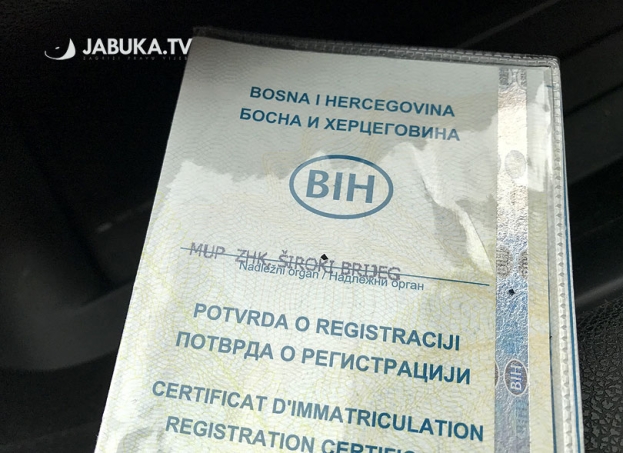 JABUKA.TV
BOSNA I HERCEGOVINA
БОСНА И ХЕРЦЕГОВИНА
BIH
MUP ZHK, ŠIROKI BRIJEG
Nadležni organ / Надлежни орган
POTVRDA O REGISTRACIJI
ПОТВРДА О РЕГИСТРАЦИЈИ
CERTIFICAT D'IMMATRICULATION
REGISTRATION
BIH